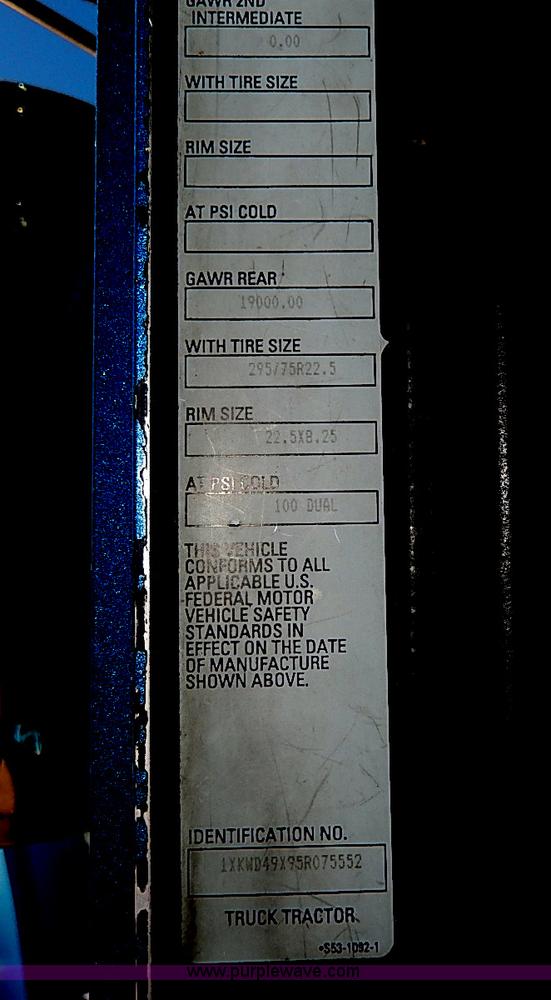 GAWR 2ND
INTERMEDIATE
0.00
WITH TIRE SIZE
RIM SIZE
AT PSI COLD
GAWR REAR
19000.00
WITH TIRE SIZE
295/75R22.5
RIM SIZE
22.5X8.25
AT PSI COLD
100 DUAL
THIS VEHICLE
CONFORMS TO ALL
APPLICABLE U.S.
FEDERAL MOTOR
VEHICLE SAFETY
STANDARDS IN
EFFECT ON THE DATE
OF MANUFACTURE
SHOWN ABOVE.
IDENTIFICATION NO.
1XKWD49X95R075552
TRUCK TRACTOR
•S53-1092-1
www.purplewave.com